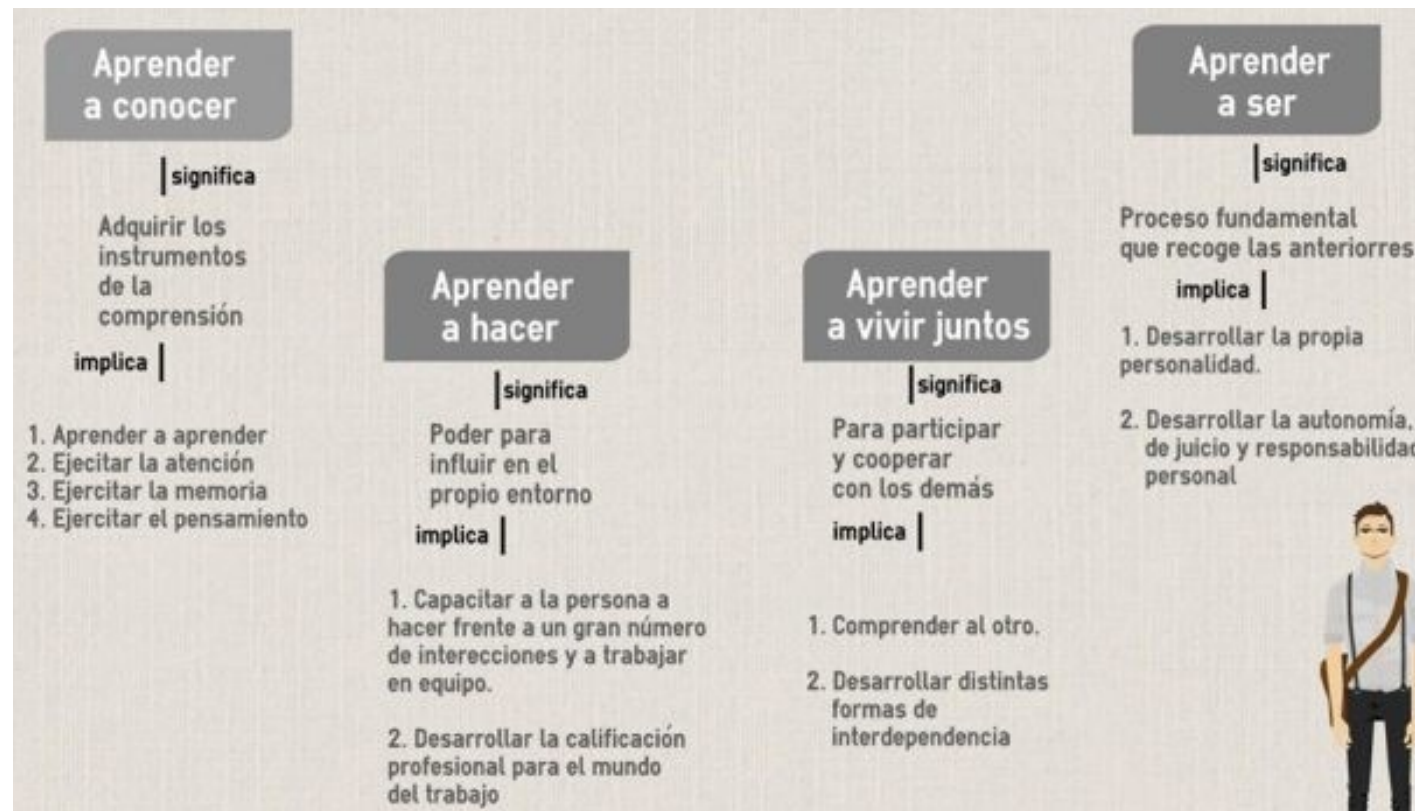 Aprender
a conocer
significa
Adquirir los
instrumentos
de la
comprensión
implica
1. Aprender a aprender
2. Ejecitar la atención
3. Ejercitar la memoria
4. Ejercitar el pensamiento
Aprender
a hacer
significa
Poder para
influir en el
propio entorno
implica
1. Capacitar a la persona a
hacer frente a un gran número
de interecciones y a trabajar
en equipo.
2. Desarrollar la calificación
profesional para el mundo
del trabajo
Aprender
a vivir juntos
significa
Para participar
y cooperar
con los demás
implica
1. Comprender al otro.
2. Desarrollar distintas
formas de
interdependencia
Aprender
a ser
significa
Proceso fundamental
que recoge las anteriorres
implica
1. Desarrollar la propia
personalidad.
2. Desarrollar la autonomía,
de juicio y responsabilidad
personal